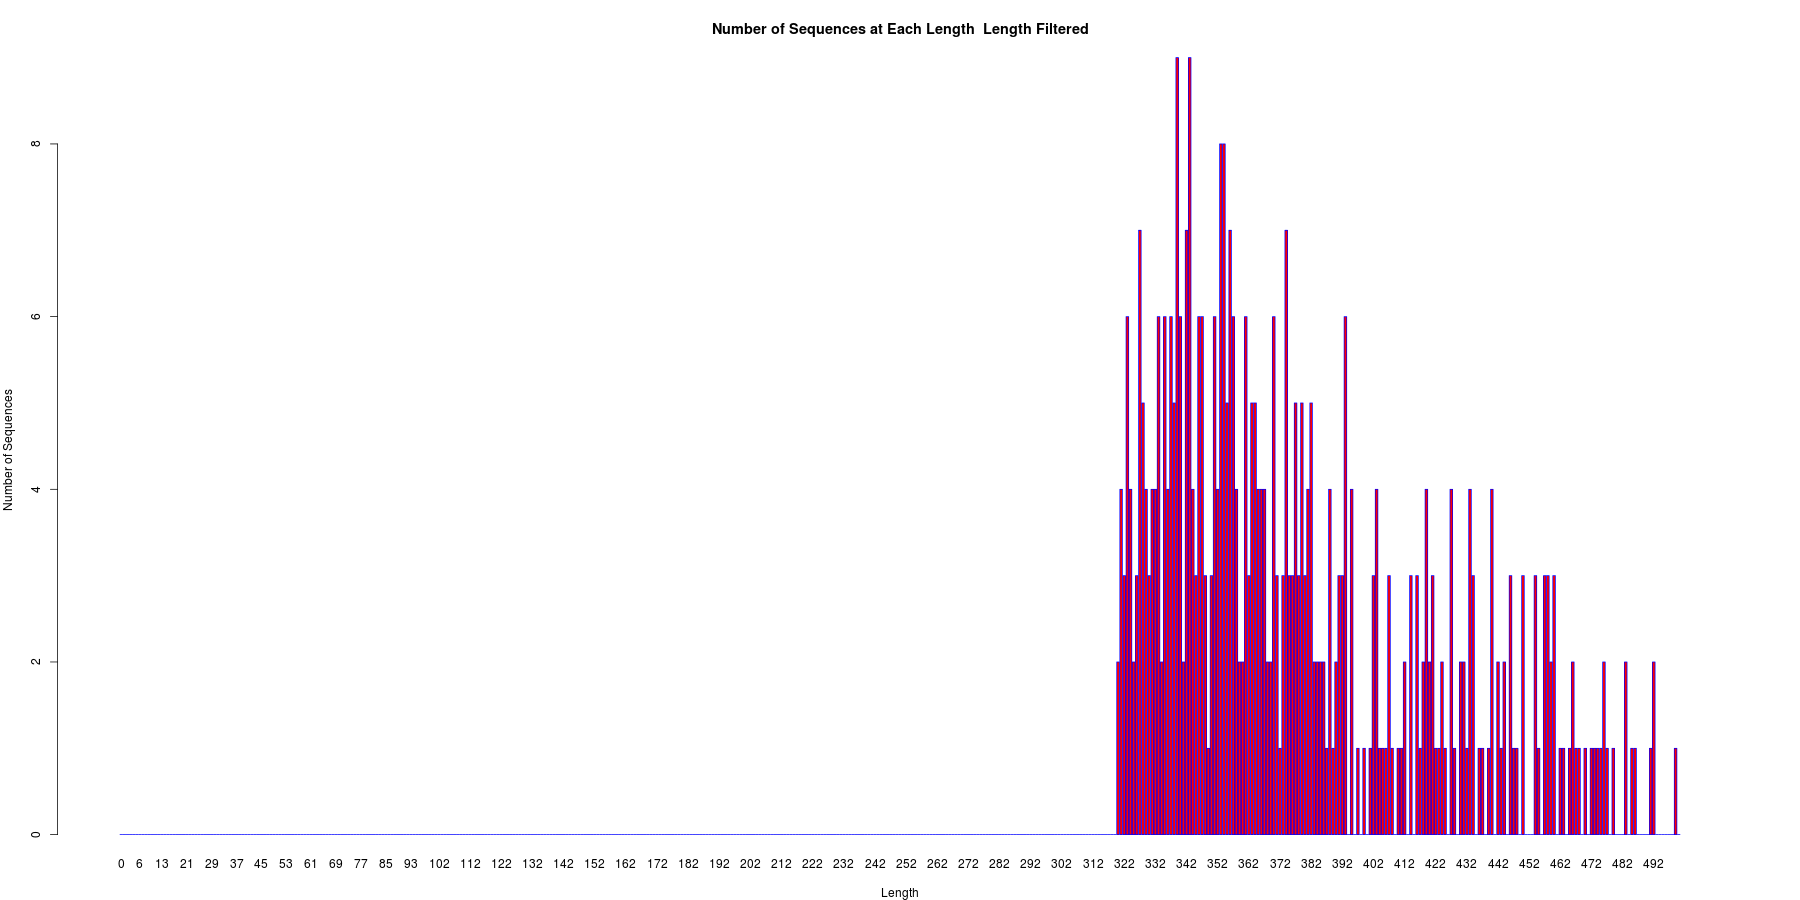 Number of Sequences at Each Length  Length Filtered
8
6
4
2
0
Number of Sequences
0 6 13 21 29 37 45 53 61 69 77 85 93 102 112 122 132 142 152 162 172 182 192 202 212 222 232 242 252 262 272 282 292 302 312 322 332 342 352 362 372 382 392 402 412 422 432 442 452 462 472 482 492
Length